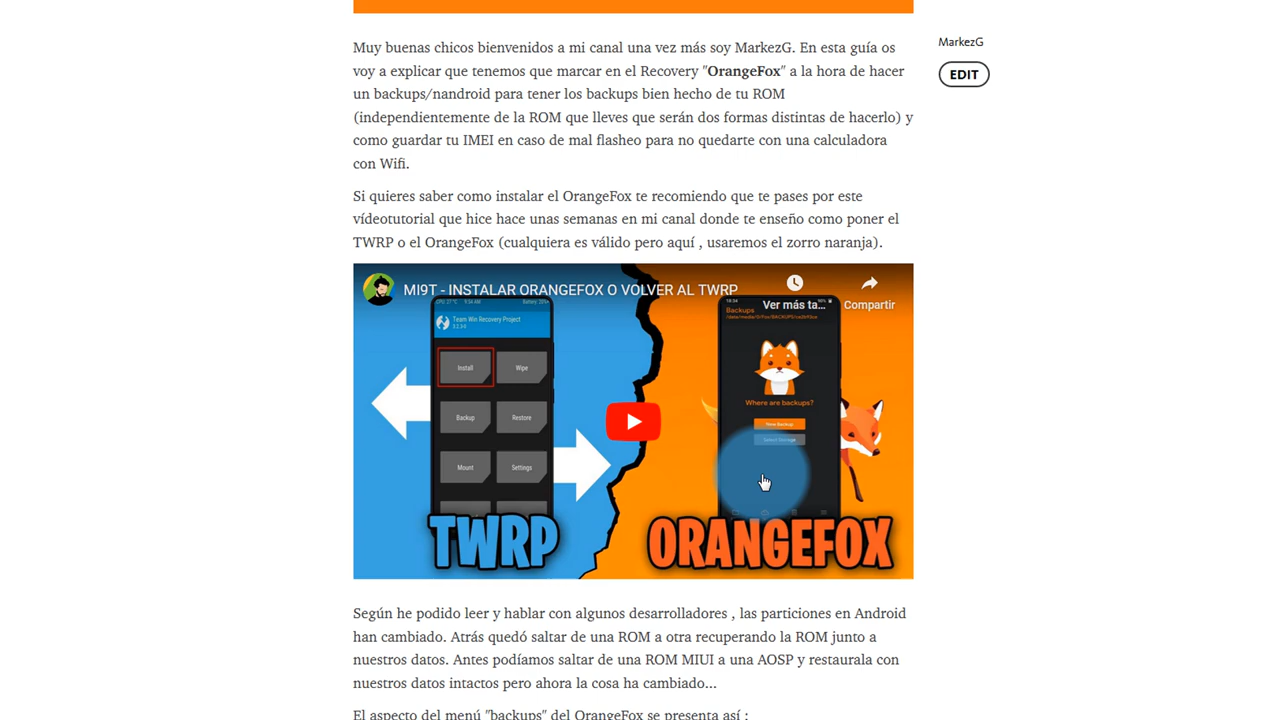 Muy buenas chicos bienvenidos a mi canal una vez más soy MarkezG. En esta guía os
voy a explicar que tenemos que marcar en el Recovery "OrangeFox" a la hora de hacer
un backups/nandroid para tener los backups bien hecho de tu ROM
(independientemente de la ROM que lleves que serán dos formas distintas de hacerlo) y
como guardar tu IMEI en caso de mal flasheo para no quedarte con una calculadora
con Wifi.
MarkezG
EDIT
Si quieres saber como instalar el OrangeFox te recomiendo que te pases por este
vídeotutorial que hice hace unas semanas en mi canal donde te enseño como poner el
TWRP o el OrangeFox (cualquiera es válido pero aquí , usaremos el zorro naranja).
MI9T - INSTALAR ORANGEFOX O VOLVER AL TWRP
Ver más ta...
Compartir
Team Win Recovery Project
Install
Wipe
Backup
Restore
Mount
Settings
Backups
Where are backups?
New Backup
Select Storage
TWRP
ORANGEFOX
Según he podido leer y hablar con algunos desarrolladores , las particiones en Android
han cambiado. Atrás quedó saltar de una ROM a otra recuperando la ROM junto a
nuestros datos. Antes podíamos saltar de una ROM MIUI a una AOSP y restaurala con
nuestros datos intactos pero ahora la cosa ha cambiado...
El aspecto del menú "backups" del OrangeFox se presenta así :